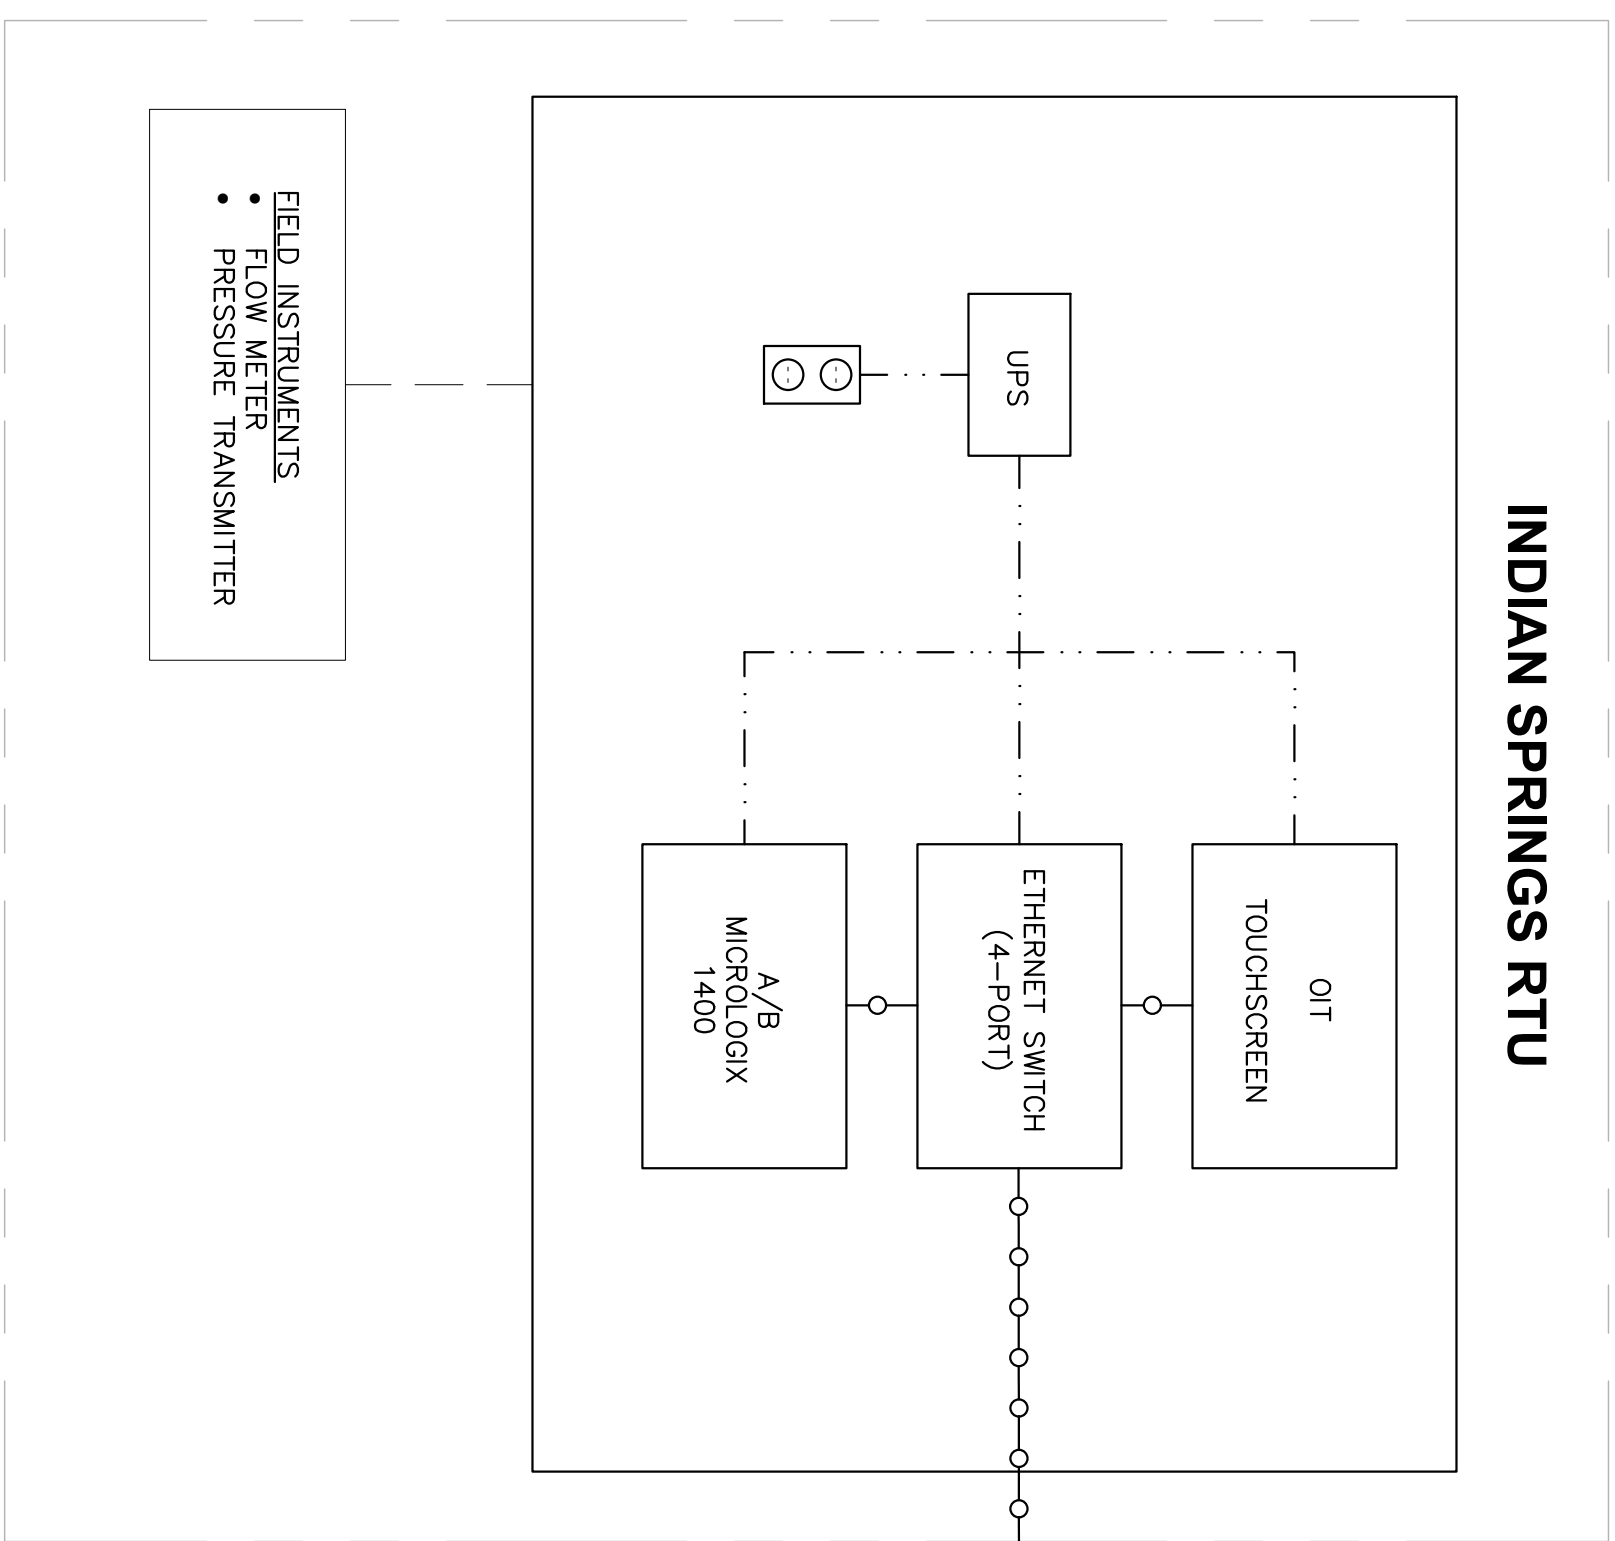 INDIAN SPRINGS RTU
UPS
OIT
TOUCHSCREEN
ETHERNET SWITCH
(4-PORT)
A/B
MICROLOGIX
1400
FIELD INSTRUMENTS
• FLOW METER
• PRESSURE TRANSMITTER